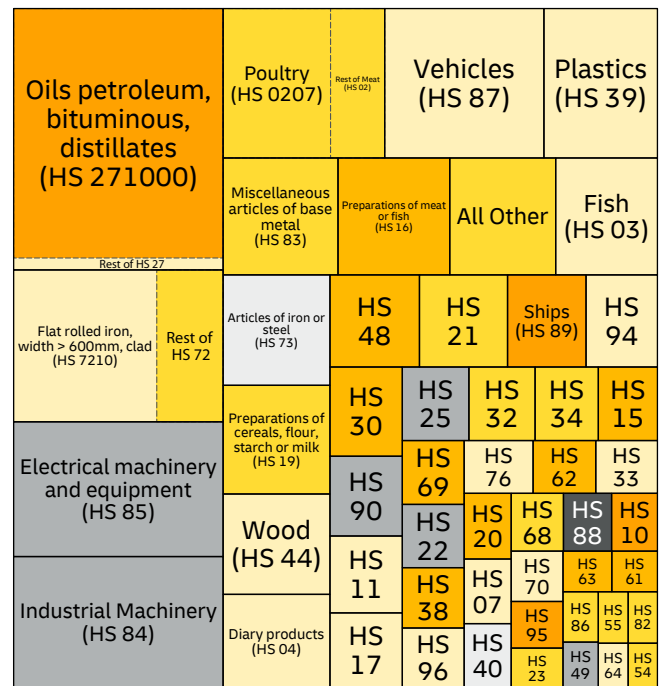 Oils petroleum,
bituminous,
distillates
(HS 271000)
Rest of HS 27
Flat rolled iron,
width > 600mm, clad
(HS 7210)
Rest of
HS 72
Electrical machinery
and equipment
(HS 85)
Industrial Machinery
(HS 84)
Poultry
(HS 0207)
Rest of Meat
(HS 02)
Vehicles
(HS 87)
Plastics
(HS 39)
Miscellaneous
articles of base
metal
(HS 83)
Preparations of meat
or fish
(HS 16)
All Other
Fish
(HS 03)
Articles of iron or
steel
(HS 73)
Preparations of
cereals, flour,
starch or milk
(HS 19)
Wood
(HS 44)
Diary products
(HS 04)
HS
48
HS
21
Ships
(HS 89)
HS
94
HS
30
HS
90
HS
11
HS
17
HS
25
HS
32
HS
34
HS
15
HS
69
HS
22
HS
38
HS
96
HS
76
HS
62
HS
33
HS
20
HS
07
HS
40
HS
68
HS
88
HS
10
HS
70
HS
63
HS
61
HS
95
HS
23
HS
86
HS
55
HS
82
HS
49
HS
64
HS
54